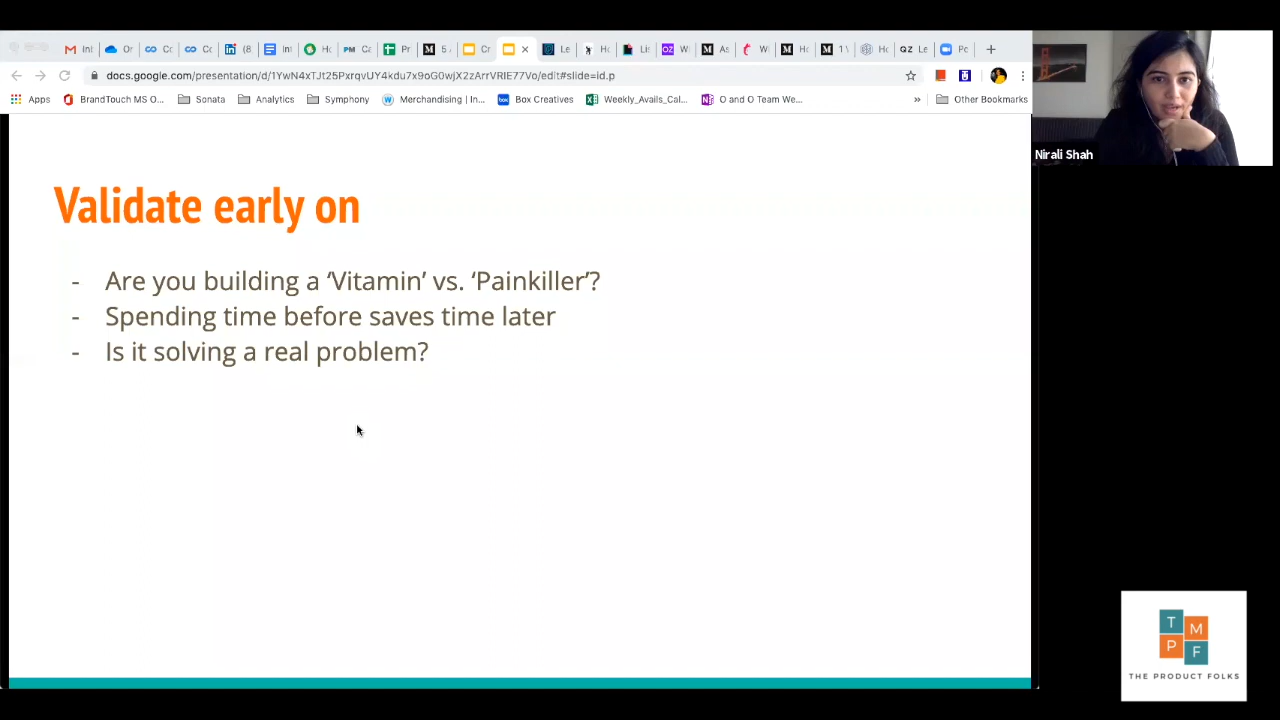 docs.google.com/presentation/d/1YwN4xTJt25PxrqvUY4kdu7x9oG0wjX2zArrVRIE77Vo/edit#slide=id.p
Apps BrandTouch MS O... Sonata Analytics Symphony Merchandising | In... Box Creatives Weekly_Avails_Cal... O and O Team We... » Other Bookmarks
Nirali Shah
Validate early on
- Are you building a ‘Vitamin’ vs. ‘Painkiller’?
- Spending time before saves time later
- Is it solving a real problem?
T M
P F
THE PRODUCT FOLKS